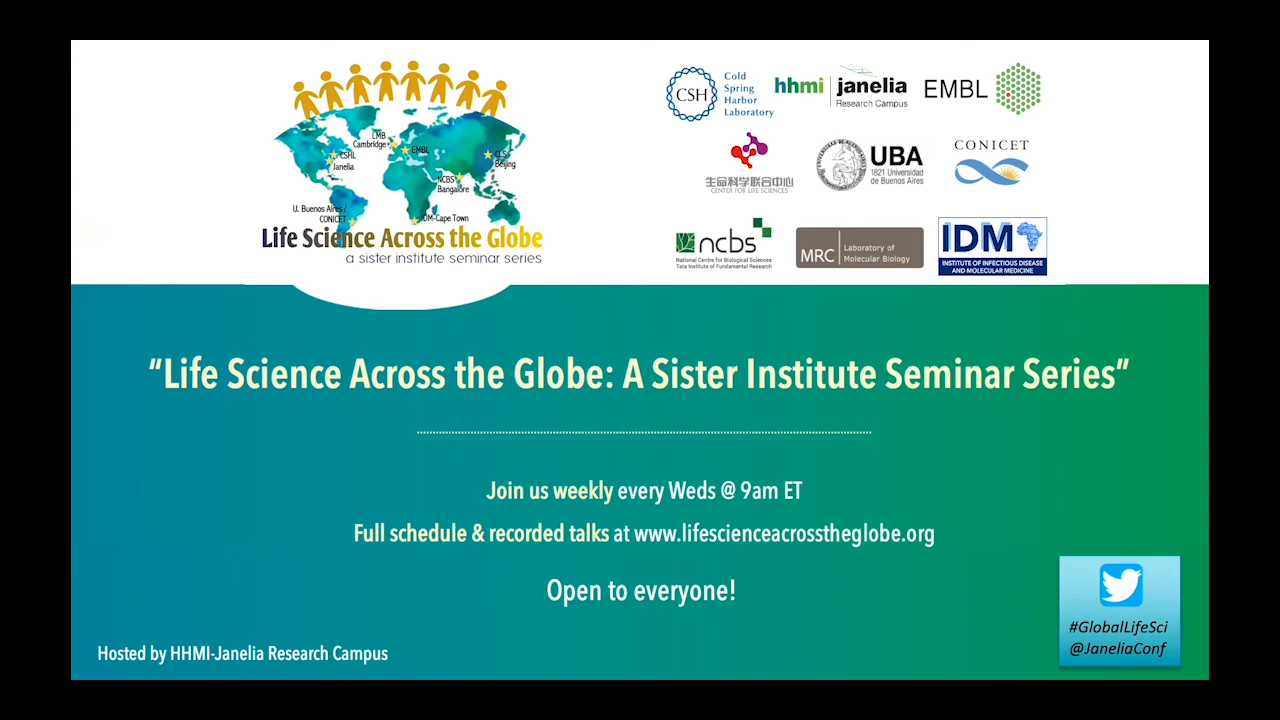 LMB
Cambridge
EMBL
CSHL
Janelia
CLS
Beijing
NCBS
Bangalore
U. Buenos Aires /
CONICET
IDM-Cape Town
Life Science Across the Globe
a sister institute seminar series
CSH
Cold
Spring
Harbor
Laboratory
hhmi | janelia
Research Campus
EMBL
生命科学联合中心
CENTER FOR LIFE SCIENCES
UBA
1821 Universidad
de Buenos Aires
CONICET
ncbs
National Centre for Biological Sciences
Tata Institute of Fundamental Research
MRC
Laboratory of
Molecular Biology
IDM
INSTITUTE OF INFECTIOUS DISEASE
AND MOLECULAR MEDICINE
“Life Science Across the Globe: A Sister Institute Seminar Series”
Join us weekly every Weds @ 9am ET
Full schedule & recorded talks at www.lifescienceacrosstheglobe.org
Open to everyone!
#GlobalLifeSci
@JaneliaConf
Hosted by HHMI-Janelia Research Campus